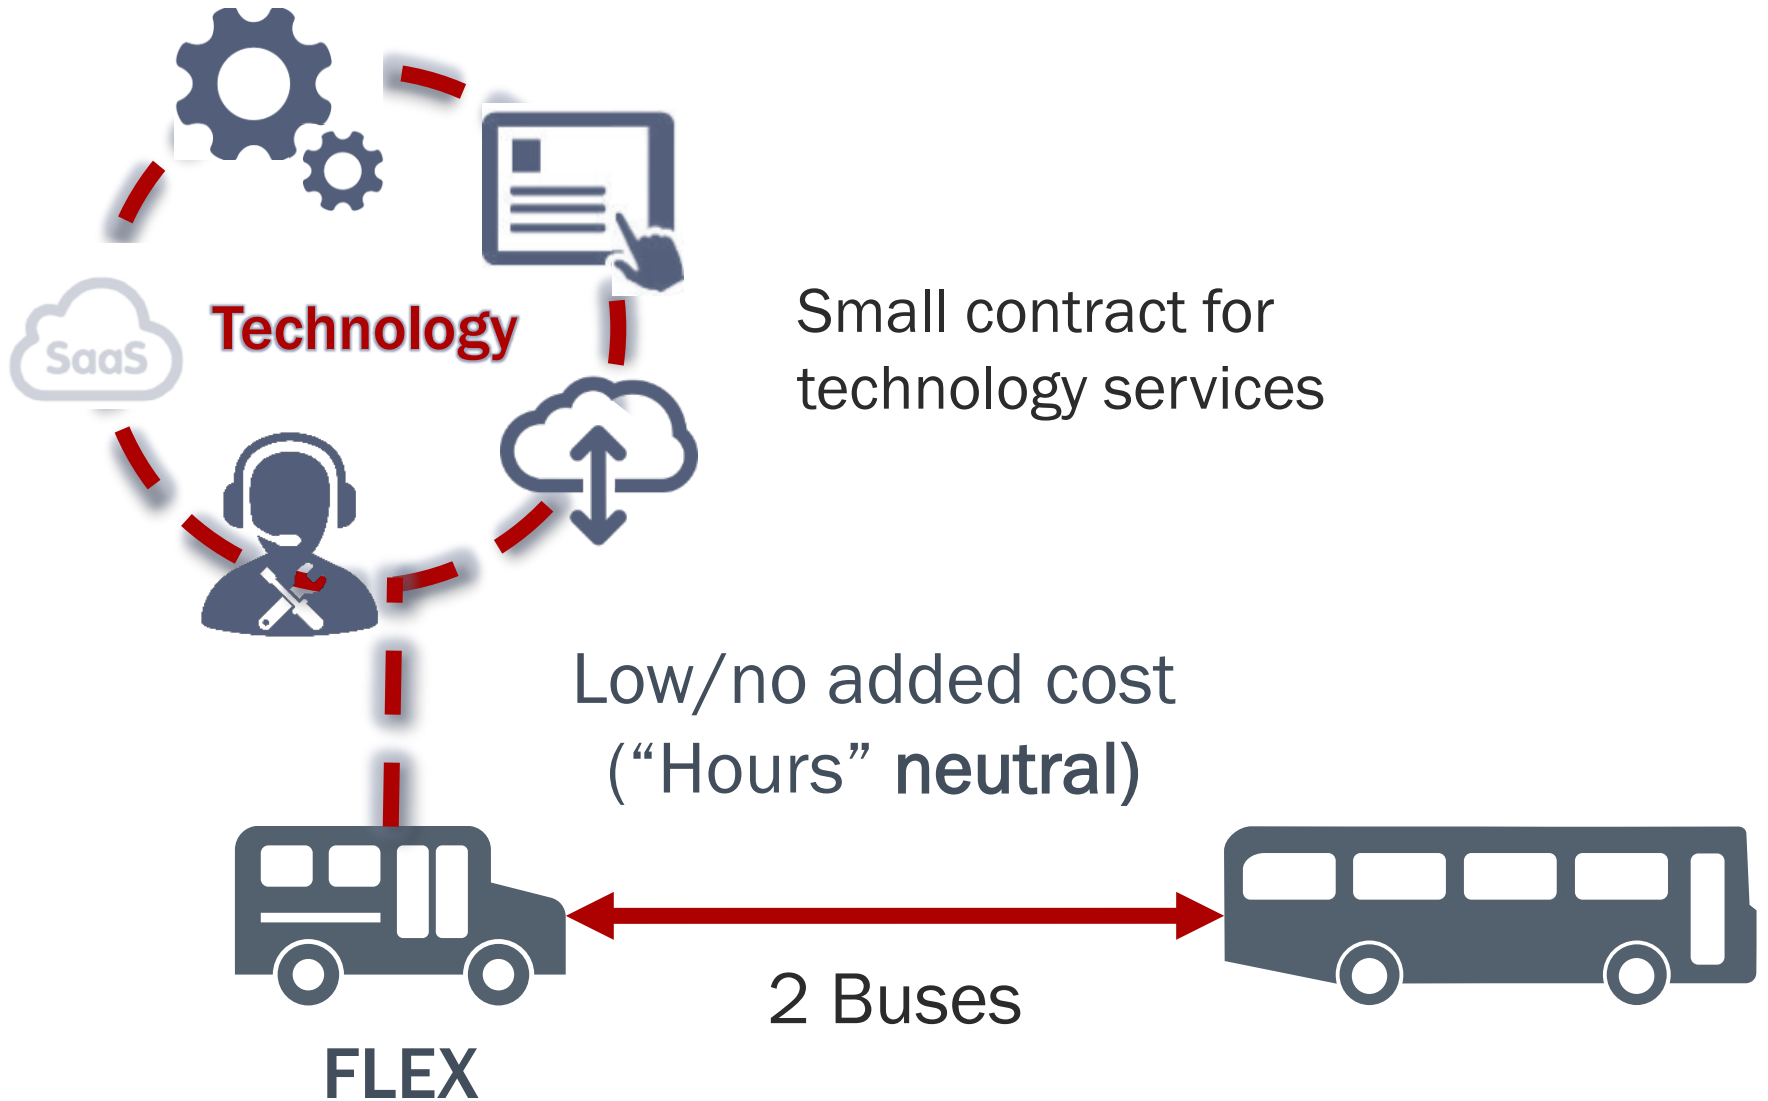 SaaS
Technology
Small contract for
technology services
Low/no added cost
(“Hours” neutral)
2 Buses
FLEX